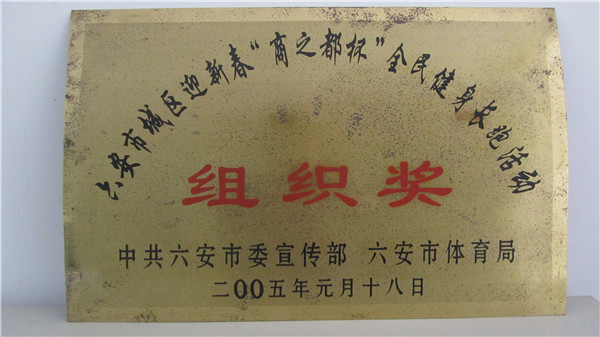 六安市城区迎新春“商之都杯”全民健身长跑活动
组织奖
中共六安市委宣传部 六安市体育局
二00五年元月十八日